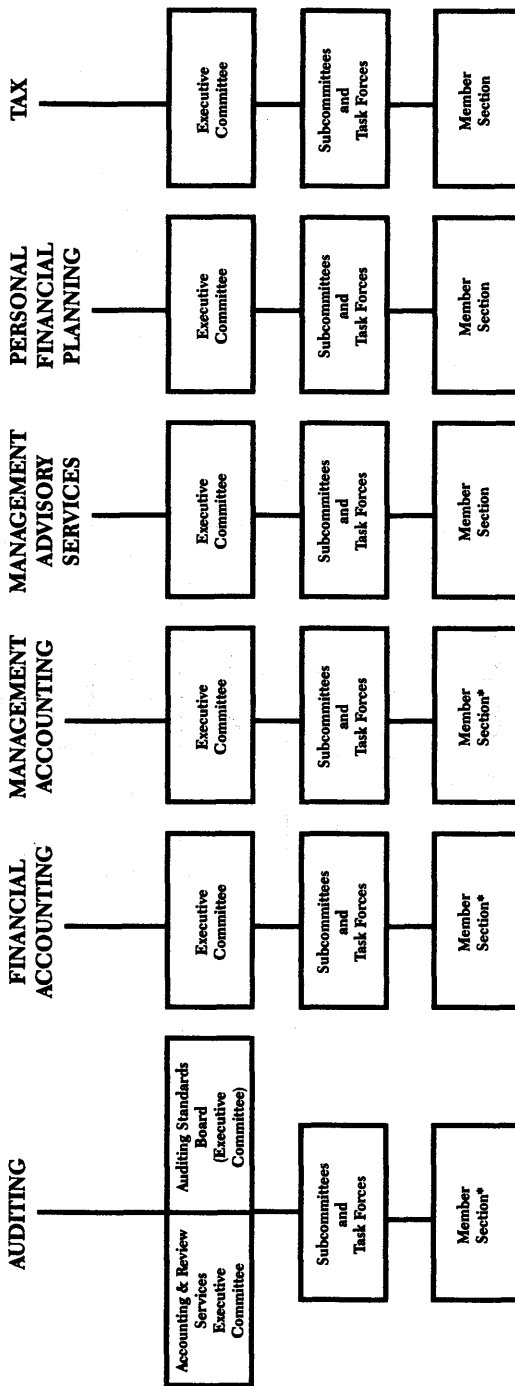 AUDITING
Accounting & Review
Services
Executive
Committee
Auditing Standards
Board
(Executive
Committee)
Subcommittees
and
Task Forces
Member
Section*
FINANCIAL
ACCOUNTING
Executive
Committee
Subcommittees
and
Task Forces
Member
Section*
MANAGEMENT
ACCOUNTING
Executive
Committee
Subcommittees
and
Task Forces
Member
Section*
MANAGEMENT
ADVISORY
SERVICES
Executive
Committee
Subcommittees
and
Task Forces
Member
Section
PERSONAL
FINANCIAL
PLANNING
Executive
Committee
Subcommittees
and
Task Forces
Member
Section
TAX
Executive
Committee
Subcommittees
and
Task Forces
Member
Section